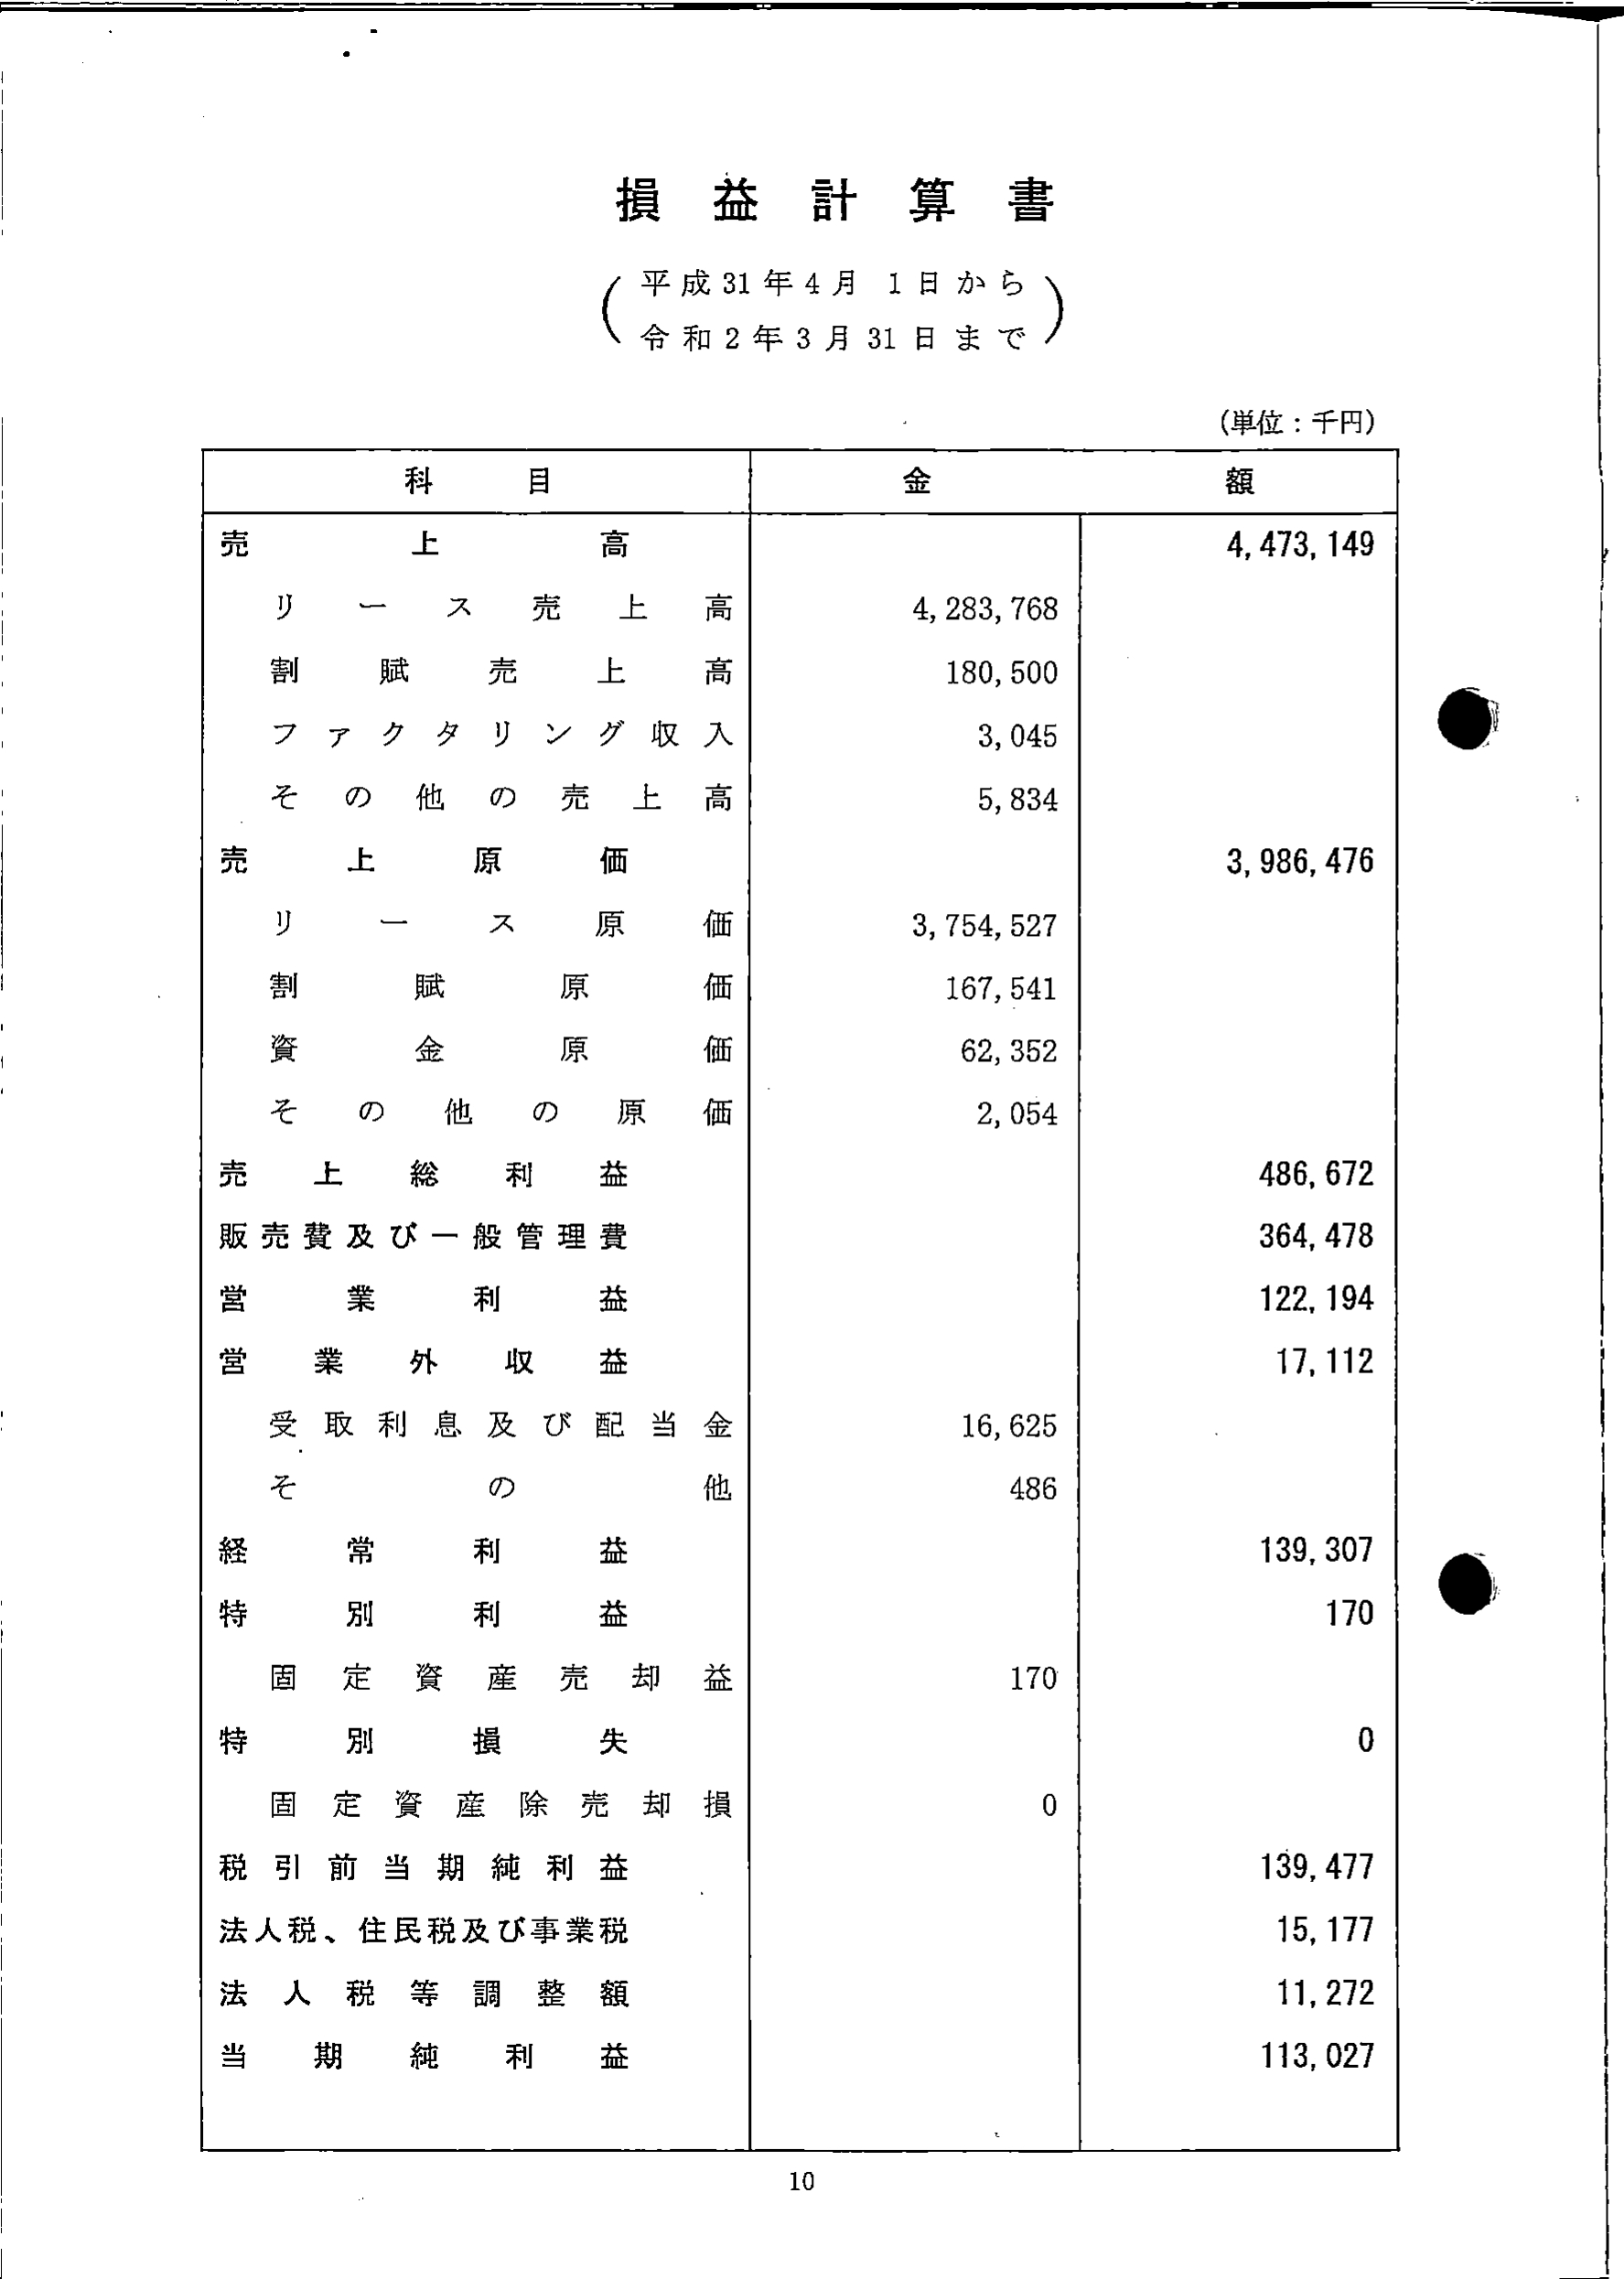 損益計算書
平成31年4月 1日から
令和2年3月31日まで
(単位:千円)
科目 金額
売上高 4,473,149
リース売上高 4,283,768
割賦売上高 180,500
ファクタリング収入 3,045
その他の売上高 5,834
売上原価 3,986,476
リース原価 3,754,527
割賦原価 167,541
資金原価 62,352
その他の原価 2,054
売上総利益 486,672
販売費及び一般管理費 364,478
営業利益 122,194
営業外収益 17,112
受取利息及び配当金 16,625
その他 486
経常利益 139,307
特別利益 170
固定資産売却益 170
特別損失 0
固定資産除売却損 0
税引前当期純利益 139,477
法人税、住民税及び事業税 15,177
法人税等調整額 11,272
当期純利益 113,027
10